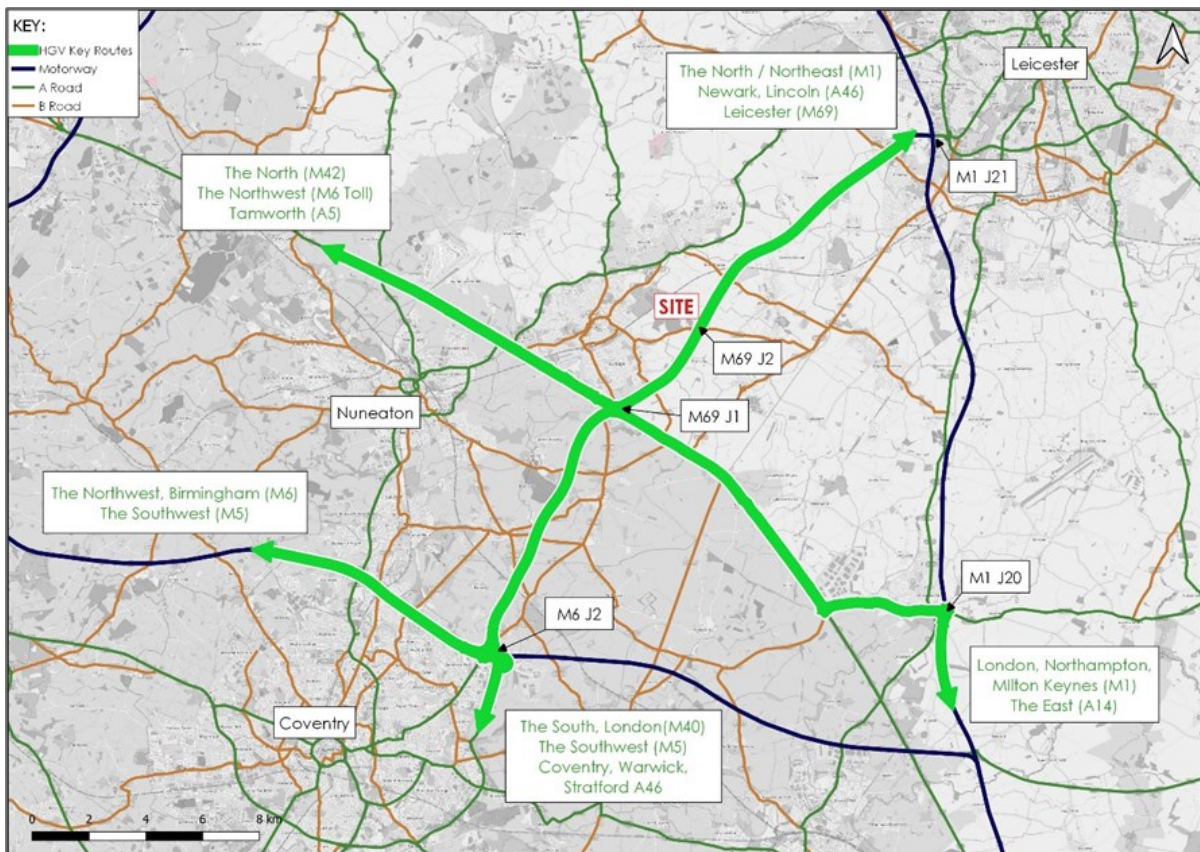 KEY:
HGV Key Routes
Motorway
A Road
B Road
The North / Northeast (M1)
Newark, Lincoln (A46)
Leicester (M69)
Leicester
M1 J21
The North (M42)
The Northwest (M6 Toll)
Tamworth (A5)
SITE
M69 J2
M69 J1
Nuneaton
The Northwest, Birmingham (M6)
The Southwest (M5)
M1 J20
M6 J2
London, Northampton,
Milton Keynes (M1)
The East (A14)
Coventry
The South, London(M40)
The Southwest (M5)
Coventry, Warwick,
Stratford A46
0 2 4 6 8 km